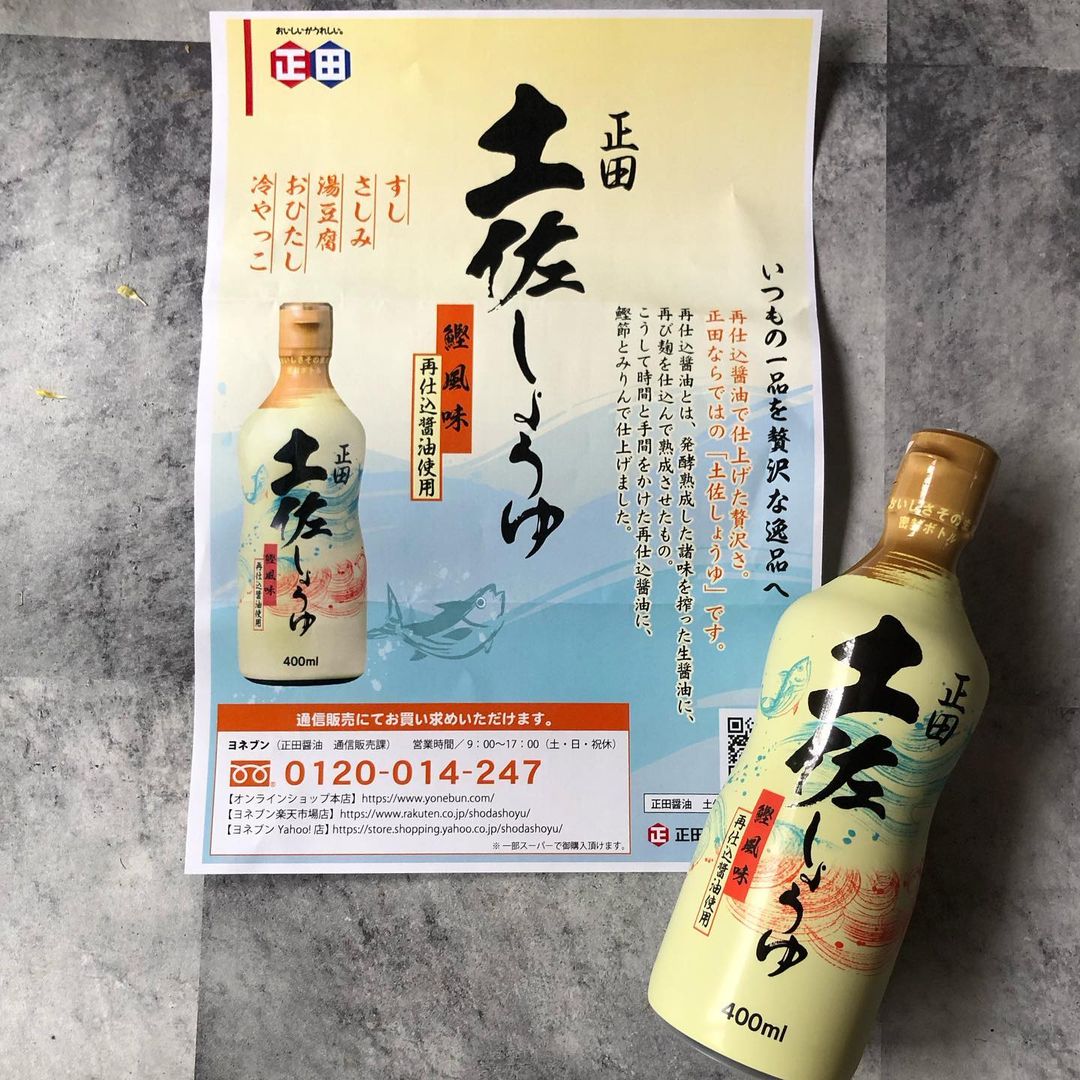 おいしいがうれしい。
正田
正田
土佐しょうゆ
鰹風味
再仕込醤油使用
すし
さしみ
湯豆腐
おひたし
冷やっこ
いつもの一品を贅沢な逸品へ
再仕込醤油で仕上げた贅沢さ。
正田ならではの「土佐しょうゆ」です。
再仕込醤油とは、発酵熟成した諸味を搾った生醤油に、
再び麹を仕込んで熟成させたもの。
こうして時間と手間をかけた再仕込醤油に、
鰹節とみりんで仕上げました。
正田
土佐しょうゆ
鰹風味
再仕込醤油使用
400ml
通信販売にてお買い求めいただけます。
ヨネブン（正田醤油　通信販売課）　営業時間／9：00〜17：00（土・日・祝休）
0120-014-247
【オンラインショップ本店】https://www.yonebun.com/
【ヨネブン楽天市場店】https://www.rakuten.co.jp/shodashoyu/
【ヨネブン Yahoo! 店】https://store.shopping.yahoo.co.jp/shodashoyu/
※一部スーパーで御購入頂けます。
正田醤油　土
正 正田
おいしさそのま
密封ボトル
正田
土佐しょうゆ
鰹風味
再仕込醤油使用
400ml